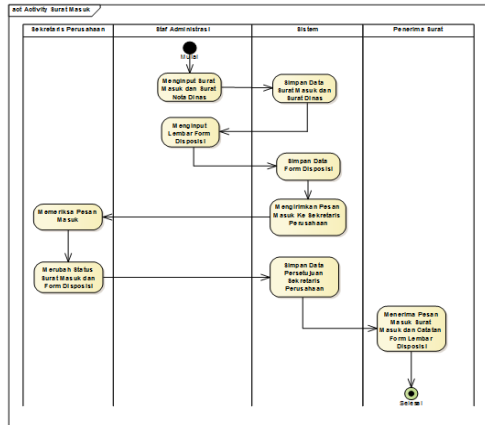 act Activity Surat Masuk
Sekretaris Perusahaan
Staf Administrasi
Sistem
Penerima Surat
Mulai
Menginput Surat
Masuk dan Surat
Nota Dinas
Simpan Data
Surat Masuk dan
Surat Dinas
Menginput
Lembar Form
Disposisi
Simpan Data
Form Disposisi
Mengirimkan Pesan
Masuk Ke Sekretaris
Perusahaan
Memeriksa Pesan
Masuk
Merubah Status
Surat Masuk dan
Form Disposisi
Simpan Data
Persetujuan
Sekretaris
Perusahaan
Menerima Pesan
Masuk Surat
Masuk dan Catatan
Form Lembar
Disposisi
Selesai